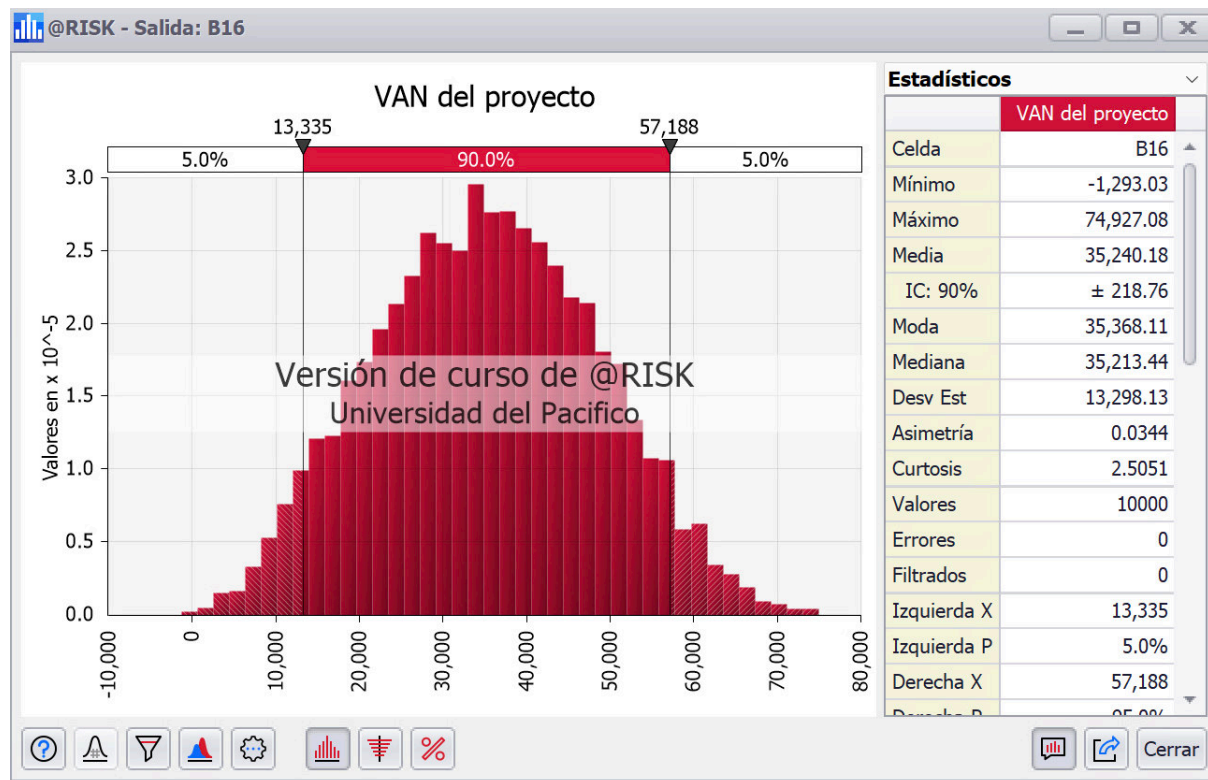 @RISK - Salida: B16
VAN del proyecto
13,335 57,188
5.0% 90.0% 5.0%
3.0
2.5
2.0
1.5
1.0
0.5
0.0
Valores en x 10^-5
-10,000 0 10,000 20,000 30,000 40,000 50,000 60,000 70,000 80,000
Versión de curso de @RISK
Universidad del Pacifico
Estadísticos
VAN del proyecto
Celda B16
Mínimo -1,293.03
Máximo 74,927.08
Media 35,240.18
IC: 90% ± 218.76
Moda 35,368.11
Mediana 35,213.44
Desv Est 13,298.13
Asimetría 0.0344
Curtosis 2.5051
Valores 10000
Errores 0
Filtrados 0
Izquierda X 13,335
Izquierda P 5.0%
Derecha X 57,188
Cerrar